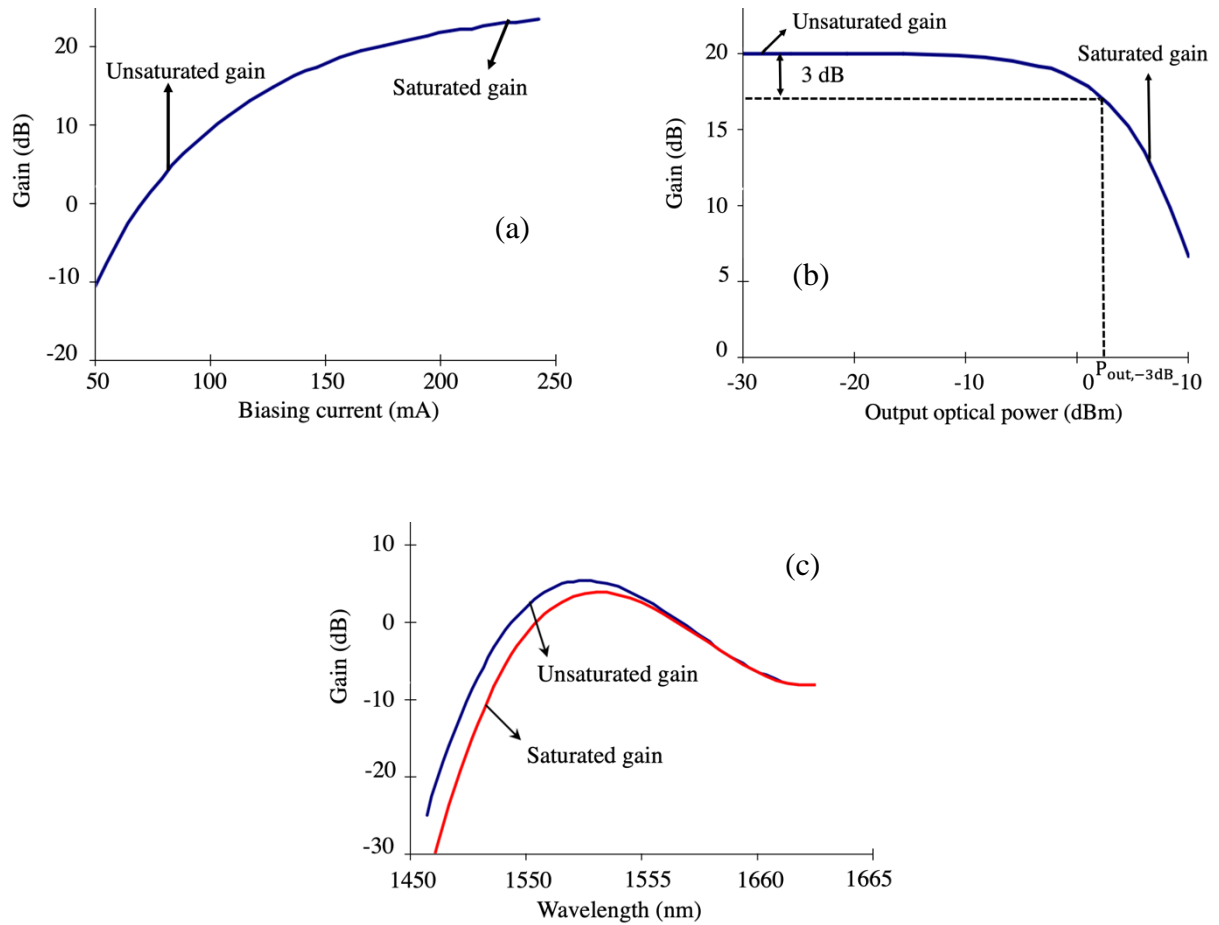 20
10
0
-10
-20
Gain (dB)
Unsaturated gain
Saturated gain
(a)
50
100
150
200
250
Biasing current (mA)
20
15
10
5
0
Gain (dB)
Unsaturated gain
3 dB
Saturated gain
(b)
-30
-20
-10
0
Pout,−3dB
-10
Output optical power (dBm)
10
0
-10
-20
-30
Gain (dB)
(c)
Unsaturated gain
Saturated gain
1450
1550
1555
1660
1665
Wavelength (nm)